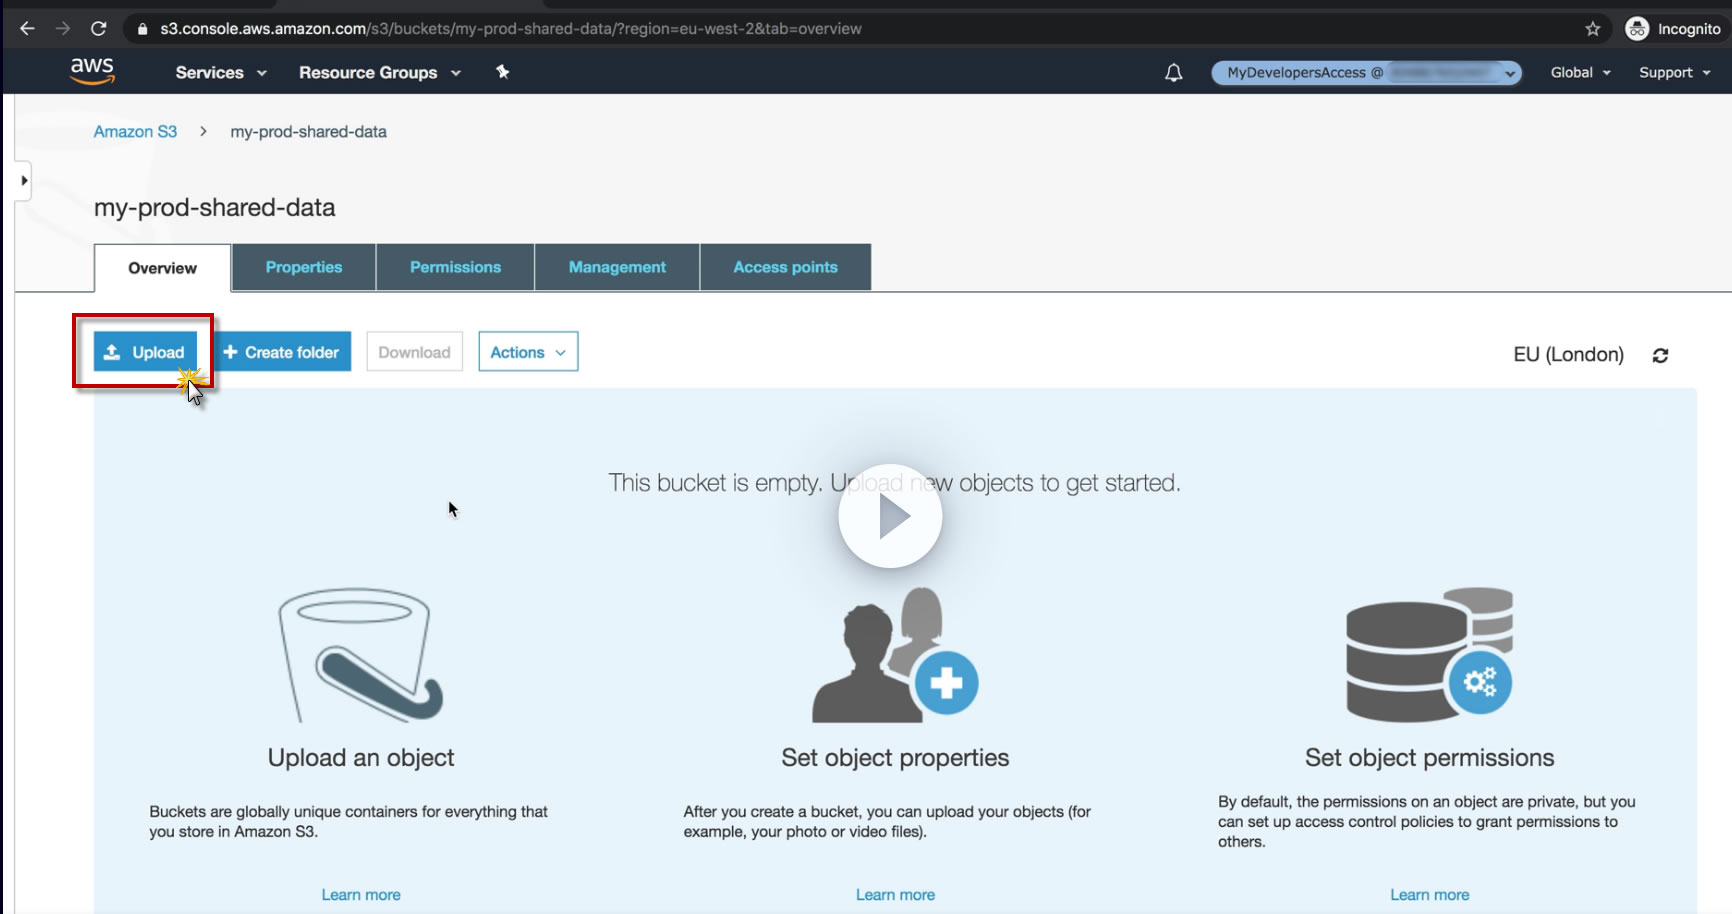 s3.console.aws.amazon.com/s3/buckets/my-prod-shared-data/?region=eu-west-2&tab=overview
Incognito
aws
Services
Resource Groups
MyDevelopersAccess @
Global
Support
Amazon S3 > my-prod-shared-data
my-prod-shared-data
Overview
Properties
Permissions
Management
Access points
Upload
+ Create folder
Download
Actions
EU (London)
This bucket is empty. Upload new objects to get started.
Upload an object
Buckets are globally unique containers for everything that
you store in Amazon S3.
Learn more
Set object properties
After you create a bucket, you can upload your objects (for
example, your photo or video files).
Learn more
Set object permissions
By default, the permissions on an object are private, but you
can set up access control policies to grant permissions to
others.
Learn more